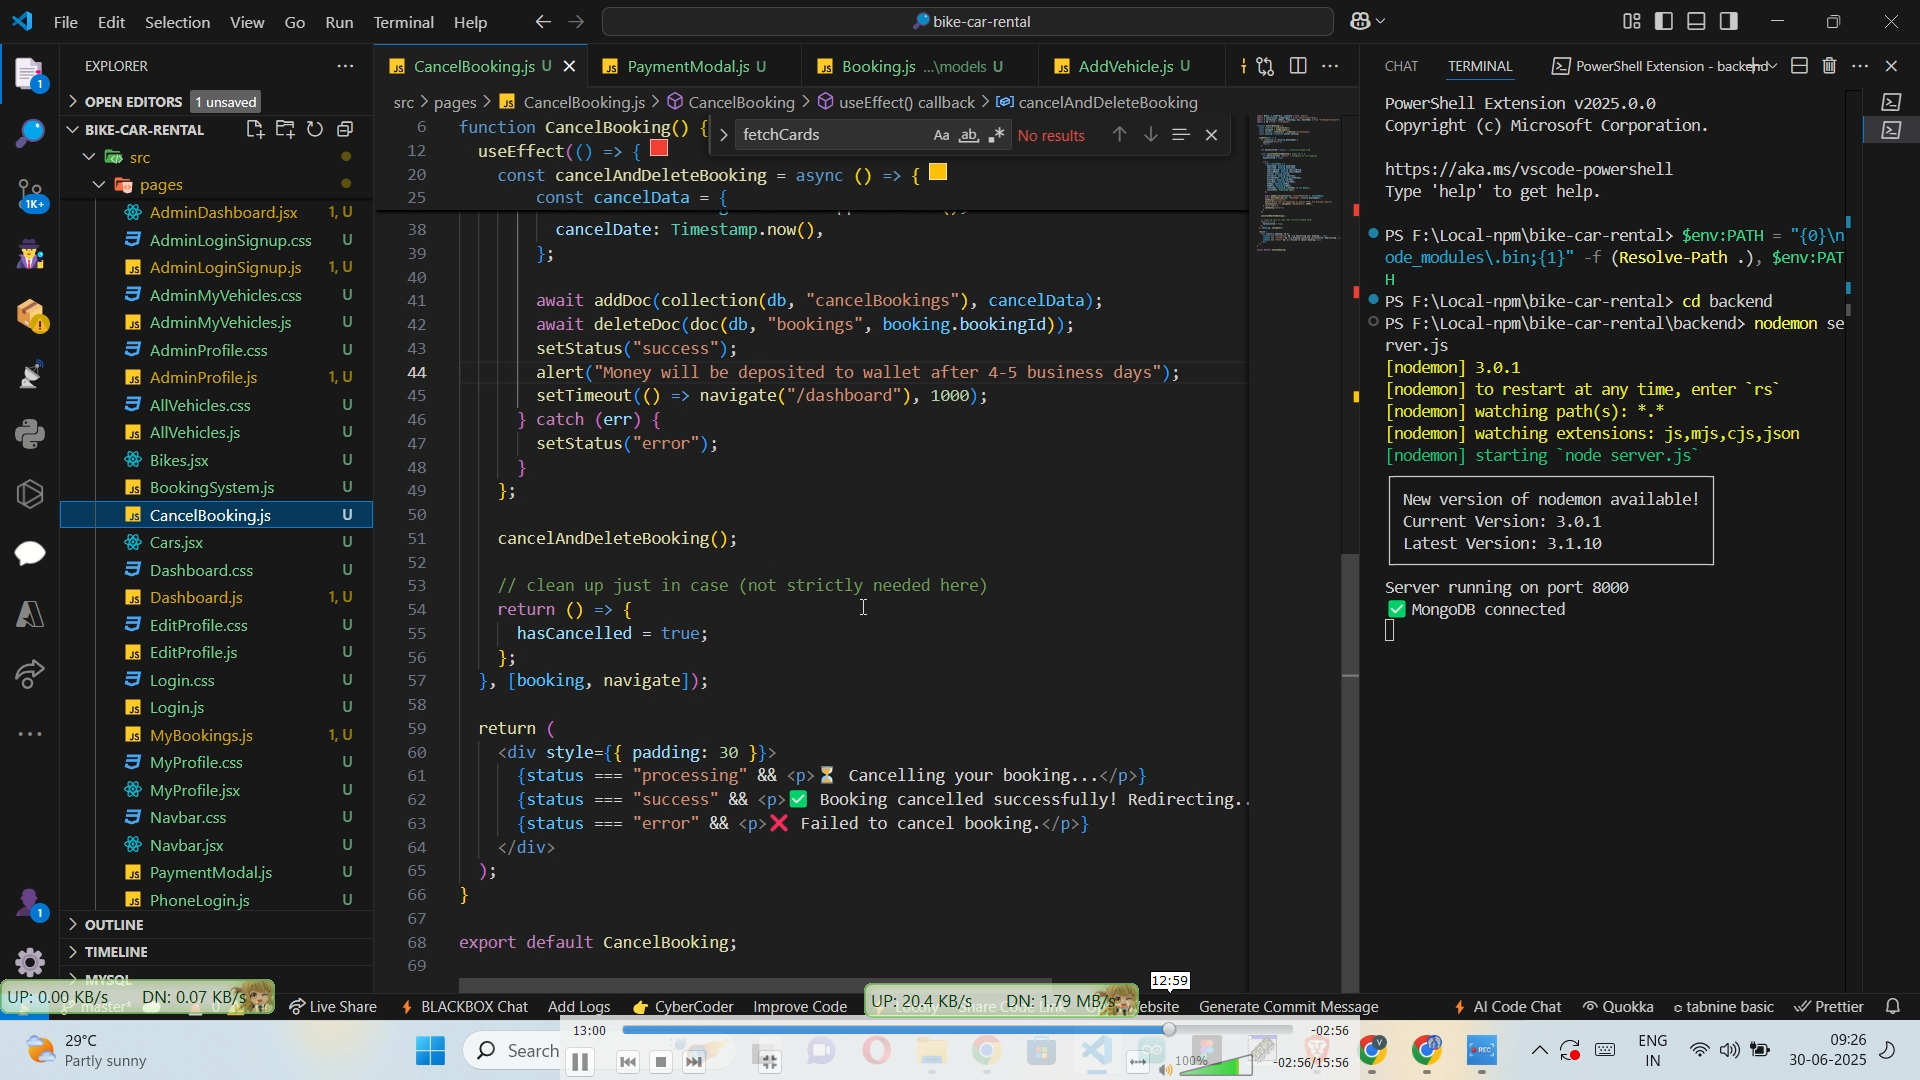 File Edit Selection View Go Run Terminal Help
bike-car-rental
EXPLORER
OPEN EDITORS 1 unsaved
BIKE-CAR-RENTAL
src
pages
AdminDashboard.jsx 1, U
AdminLoginSignup.css U
AdminLoginSignup.js 1, U
AdminMyVehicles.css U
AdminMyVehicles.js U
AdminProfile.css U
AdminProfile.js 1, U
AllVehicles.css U
AllVehicles.js U
Bikes.jsx U
BookingSystem.js U
CancelBooking.js U
Cars.jsx U
Dashboard.css U
Dashboard.js 1, U
EditProfile.css U
EditProfile.js U
Login.css U
Login.js U
MyBookings.js 1, U
MyProfile.css U
MyProfile.jsx U
Navbar.css U
Navbar.jsx U
PaymentModal.js U
PhoneLogin.js U
OUTLINE
TIMELINE
MYSQL
1
1K+
1
CancelBooking.js U
PaymentModal.js U
Booking.js ...\models U
AddVehicle.js U
src > pages > CancelBooking.js > CancelBooking > useEffect() callback > cancelAndDeleteBooking
fetchCards Aa ab No results
6 function CancelBooking() {
12 useEffect(() => {
20 const cancelAndDeleteBooking = async () => {
25 const cancelData = {
38 cancelDate: Timestamp.now(),
39 };
40
41 await addDoc(collection(db, "cancelBookings"), cancelData);
42 await deleteDoc(doc(db, "bookings", booking.bookingId));
43 setStatus("success");
44 alert("Money will be deposited to wallet after 4-5 business days");
45 setTimeout(() => navigate("/dashboard"), 1000);
46 } catch (err) {
47 setStatus("error");
48 }
49 };
50
51 cancelAndDeleteBooking();
52
53 // clean up just in case (not strictly needed here)
54 return () => {
55 hasCancelled = true;
56 };
57 }, [booking, navigate]);
58
59 return (
60 <div style={{ padding: 30 }}>
61 {status === "processing" && <p>⏳ Cancelling your booking...</p>}
62 {status === "success" && <p>✅ Booking cancelled successfully! Redirecting..
63 {status === "error" && <p>❌ Failed to cancel booking.</p>}
64 </div>
65 );
66 }
67
68 export default CancelBooking;
69
CHAT TERMINAL PowerShell Extension - backend
PowerShell Extension v2025.0.0
Copyright (c) Microsoft Corporation.
https://aka.ms/vscode-powershell
Type 'help' to get help.
PS F:\Local-npm\bike-car-rental> $env:PATH = "{0}\n
ode_modules\.bin;{1}" -f (Resolve-Path .), $env:PAT
H
PS F:\Local-npm\bike-car-rental> cd backend
PS F:\Local-npm\bike-car-rental\backend> nodemon se
rver.js
[nodemon] 3.0.1
[nodemon] to restart at any time, enter `rs`
[nodemon] watching path(s): *.*
[nodemon] watching extensions: js,mjs,cjs,json
[nodemon] starting `node server.js`
New version of nodemon available!
Current Version: 3.0.1
Latest Version: 3.1.10
Server running on port 8000
✅ MongoDB connected
UP: 0.00 KB/s DN: 0.07 KB/s
Live Share BLACKBOX Chat Add Logs CyberCoder Improve Code
UP: 20.4 KB/s DN: 1.79 MB/s
12:59
Generate Commit Message AI Code Chat Quokka tabnine basic Prettier
29°C
Partly sunny
Search
13:00 -02:56
100% -02:56/15:56
ENG
IN
09:26
30-06-2025